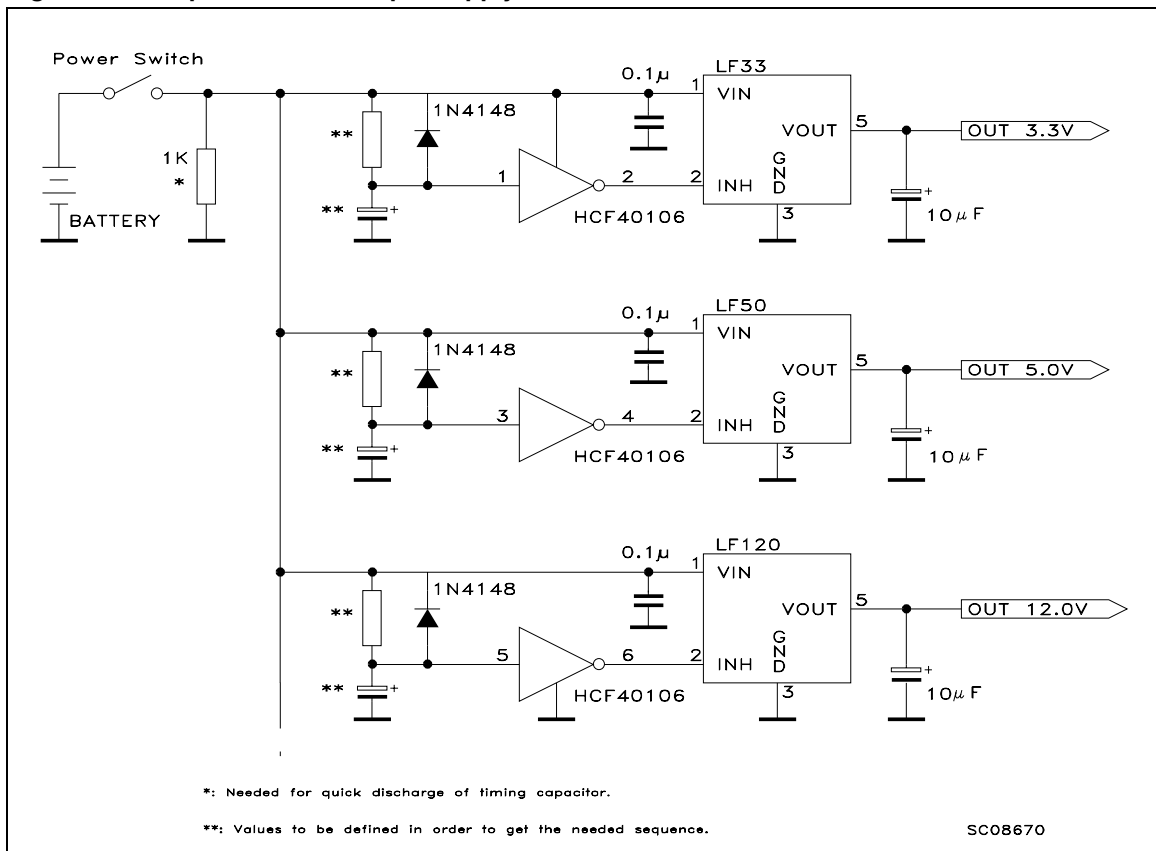 Power Switch
1K
*
BATTERY
**
**
1N4148
1
2
HCF40106
0.1μ
LF33
1
VIN
VOUT
5
2
INH
GND
3
OUT 3.3V
+
+
10μF
**
**
1N4148
3
4
HCF40106
0.1μ
LF50
1
VIN
VOUT
5
2
INH
GND
3
OUT 5.0V
+
+
10μF
**
**
1N4148
5
6
HCF40106
0.1μ
LF120
1
VIN
VOUT
5
2
INH
GND
3
OUT 12.0V
+
+
10μF
*: Needed for quick discharge of timing capacitor.
**: Values to be defined in order to get the needed sequence.
SC08670